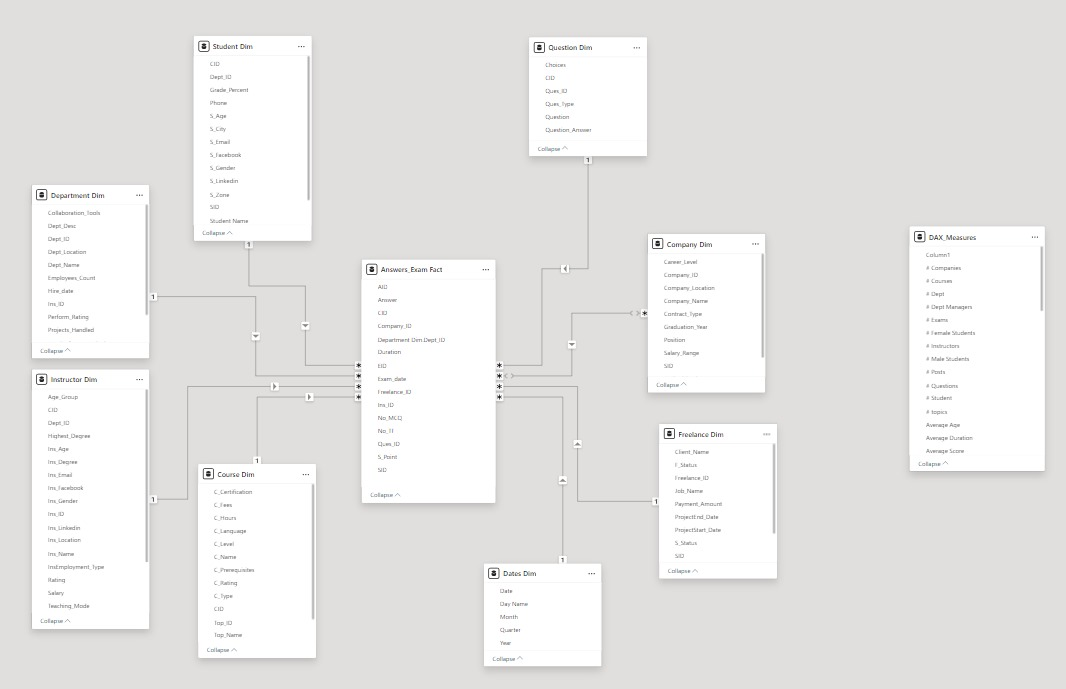 Student Dim
CID
Dept_ID
Grade_Percent
Phone
S_Age
S_City
S_Email
S_Facebook
S_Gender
S_Linkedin
S_Zone
SID
Student Name
Collapse
1
Question Dim
Choices
CID
Ques_ID
Ques_Type
Question
Question_Answer
Collapse
1
Department Dim
Collaboration_Tools
Dept_Desc
Dept_ID
Dept_Location
Dept_Name
Employees_Count
Hire_date
Ins_ID
Perform_Rating
Projects_Handled
Collapse
1
Answers_Exam Fact
AID
Answer
CID
Company_ID
Department Dim.Dept_ID
Duration
EID
Exam_date
Freelance_ID
Ins_ID
No_MCQ
No_TF
Ques_ID
S_Point
SID
Collapse
*
*
*
*
*
*
*
*
Company Dim
Career_Level
Company_ID
Company_Location
Company_Name
Contract_Type
Graduation_Year
Position
Salary_Range
SID
Collapse
*
DAX_Measures
Column1
# Companies
# Courses
# Dept
# Dept Managers
# Exams
# Female Students
# Instructors
# Male Students
# Posts
# Questions
# Student
# topics
Average Age
Average Duration
Average Score
Collapse
Instructor Dim
Age_Group
CID
Dept_ID
Highest_Degree
Ins_Age
Ins_Degree
Ins_Email
Ins_Facebook
Ins_Gender
Ins_ID
Ins_Linkedin
Ins_Location
Ins_Name
InsEmployment_Type
Rating
Salary
Teaching_Mode
Collapse
1
1
Course Dim
C_Certification
C_Fees
C_Hours
C_Language
C_Level
C_Name
C_Prerequisites
C_Rating
C_Type
CID
Top_ID
Top_Name
Collapse
Freelance Dim
Client_Name
F_Status
Freelance_ID
Job_Name
Payment_Amount
ProjectEnd_Date
ProjectStart_Date
S_Status
SID
Collapse
1
1
Dates Dim
Date
Day Name
Month
Quarter
Year
Collapse